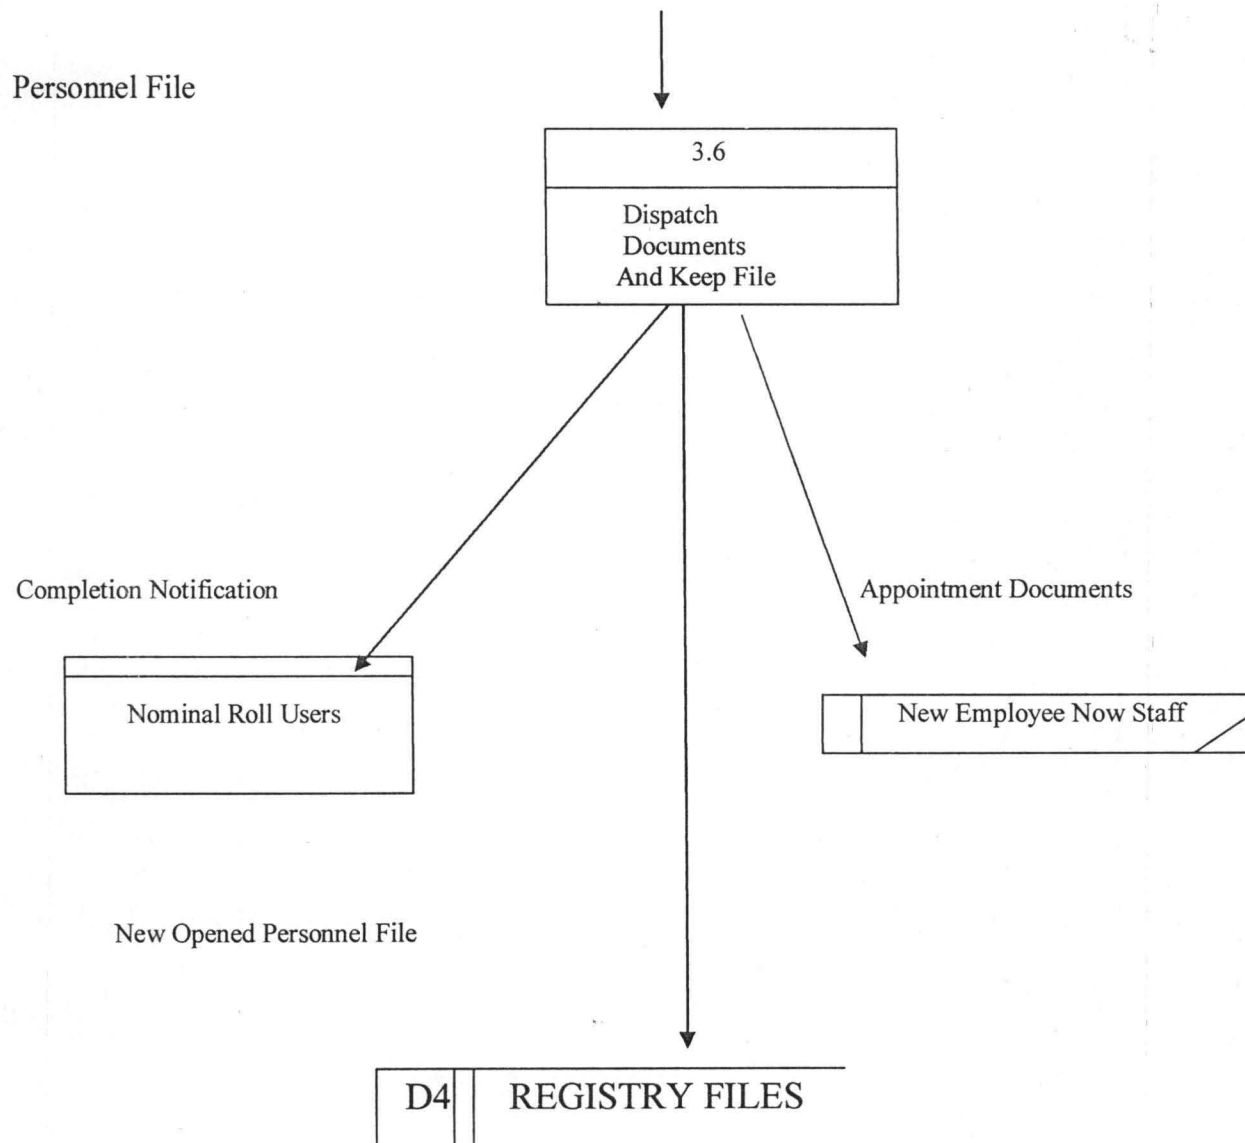 Personnel File
3.6
Dispatch
Documents
And Keep File
Completion Notification
Appointment Documents
Nominal Roll Users
New Employee Now Staff
New Opened Personnel File
D4 REGISTRY FILES